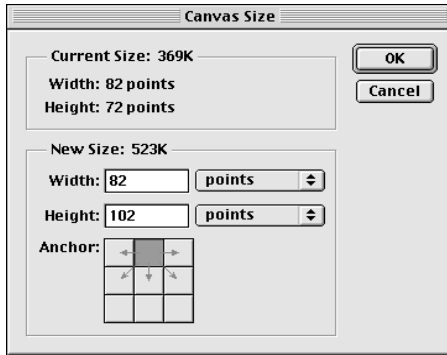 Canvas Size
Current Size: 369K
Width: 82 points
Height: 72 points
OK
Cancel
New Size: 523K
Width: 82 points
Height: 102 points
Anchor: